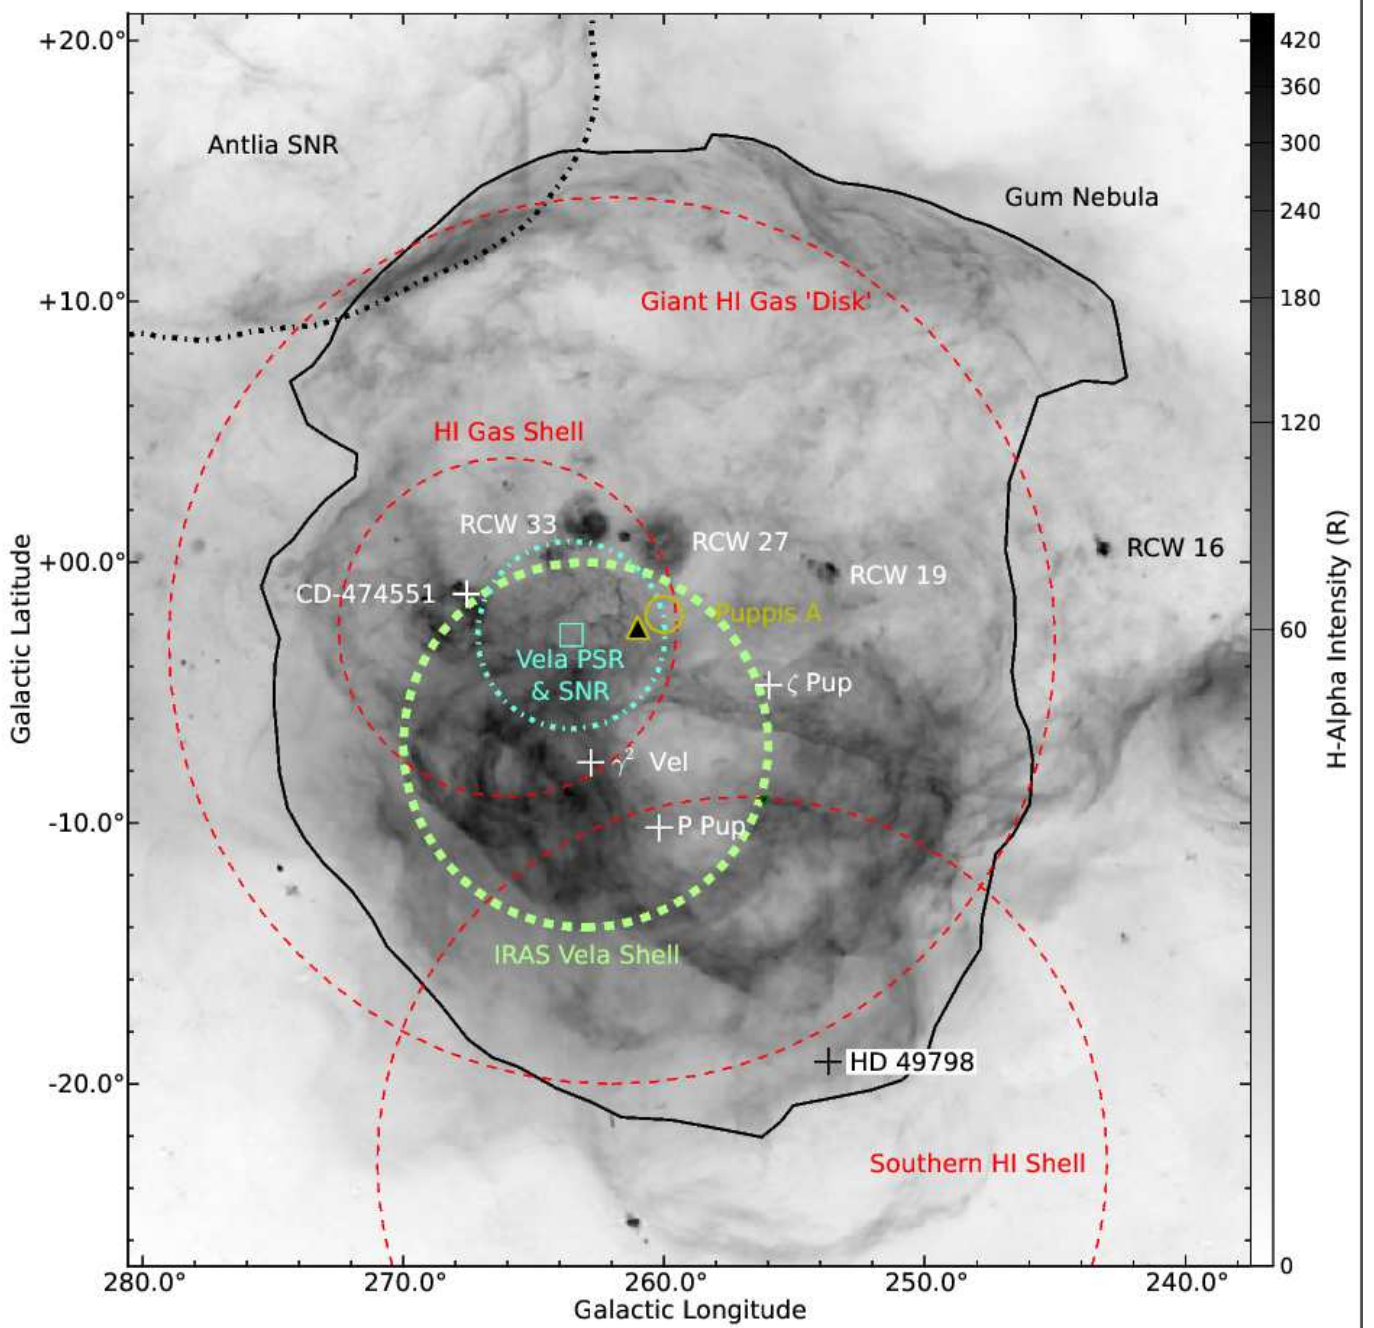 +20.0°
+10.0°
+00.0°
-10.0°
-20.0°
Galactic Latitude
Antlia SNR
Gum Nebula
Giant HI Gas 'Disk'
HI Gas Shell
RCW 33
RCW 27
RCW 16
RCW 19
CD-474551
Puppis A
Vela PSR
& SNR
ζ Pup
γ² Vel
P Pup
IRAS Vela Shell
HD 49798
Southern HI Shell
280.0°
270.0°
260.0°
250.0°
240.0°
Galactic Longitude
420
360
300
240
180
120
60
0
H-Alpha Intensity (R)